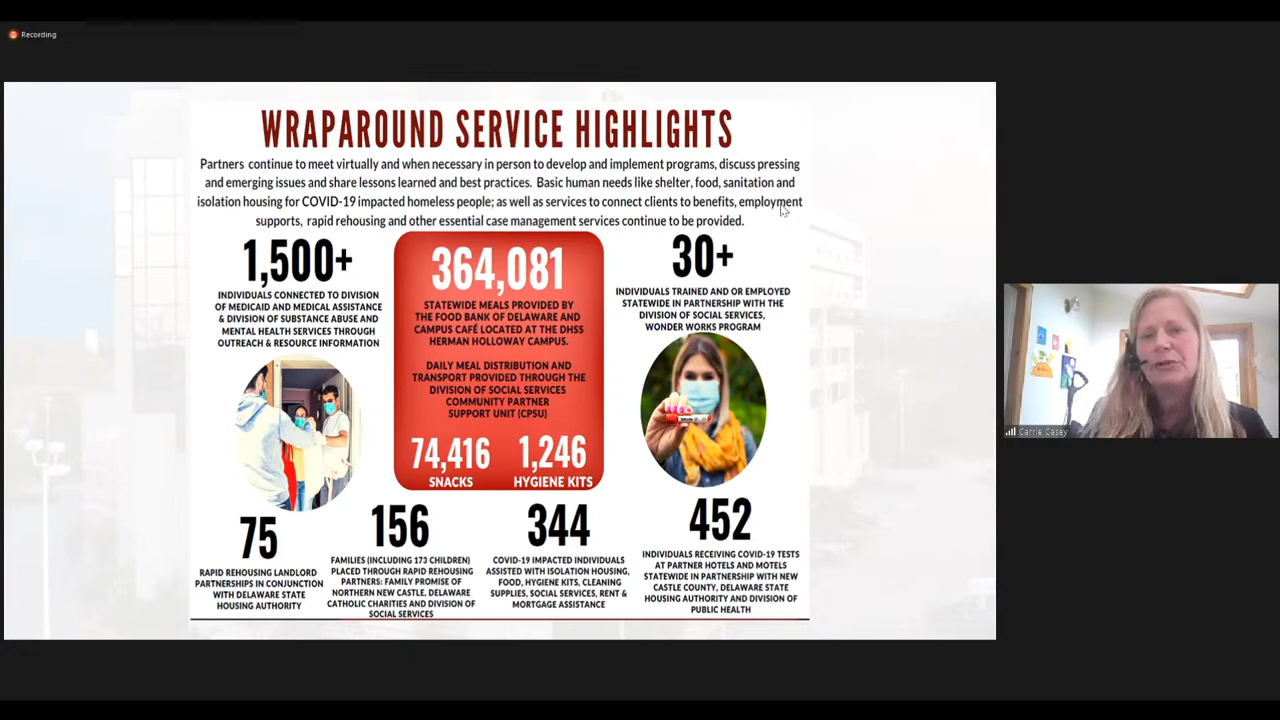 Recording
WRAPAROUND SERVICE HIGHLIGHTS
Partners continue to meet virtually and when necessary in person to develop and implement programs, discuss pressing
and emerging issues and share lessons learned and best practices. Basic human needs like shelter, food, sanitation and
isolation housing for COVID-19 impacted homeless people; as well as services to connect clients to benefits, employment
supports, rapid rehousing and other essential case management services continue to be provided.
1,500+
INDIVIDUALS CONNECTED TO DIVISION
OF MEDICAID AND MEDICAL ASSISTANCE
& DIVISION OF SUBSTANCE ABUSE AND
MENTAL HEALTH SERVICES THROUGH
OUTREACH & RESOURCE INFORMATION
364,081
STATEWIDE MEALS PROVIDED BY
THE FOOD BANK OF DELAWARE AND
CAMPUS CAFÉ LOCATED AT THE DHSS
HERMAN HOLLOWAY CAMPUS.
DAILY MEAL DISTRIBUTION AND
TRANSPORT PROVIDED THROUGH THE
DIVISION OF SOCIAL SERVICES
COMMUNITY PARTNER
SUPPORT UNIT (CPSU)
74,416
SNACKS
1,246
HYGIENE KITS
30+
INDIVIDUALS TRAINED AND OR EMPLOYED
STATEWIDE IN PARTNERSHIP WITH THE
DIVISION OF SOCIAL SERVICES,
WONDER WORKS PROGRAM
75
RAPID REHOUSING LANDLORD
PARTNERSHIPS IN CONJUNCTION
WITH DELAWARE STATE
HOUSING AUTHORITY
156
FAMILIES (INCLUDING 173 CHILDREN)
PLACED THROUGH RAPID REHOUSING
PARTNERS: FAMILY PROMISE OF
NORTHERN NEW CASTLE, DELAWARE
CATHOLIC CHARITIES AND DIVISION OF
SOCIAL SERVICES
344
COVID-19 IMPACTED INDIVIDUALS
ASSISTED WITH ISOLATION HOUSING,
FOOD, HYGIENE KITS, CLEANING
SUPPLIES, SOCIAL SERVICES, RENT &
MORTGAGE ASSISTANCE
452
INDIVIDUALS RECEIVING COVID-19 TESTS
AT PARTNER HOTELS AND MOTELS
STATEWIDE IN PARTNERSHIP WITH NEW
CASTLE COUNTY, DELAWARE STATE
HOUSING AUTHORITY AND DIVISION OF
PUBLIC HEALTH
Carrie Casey